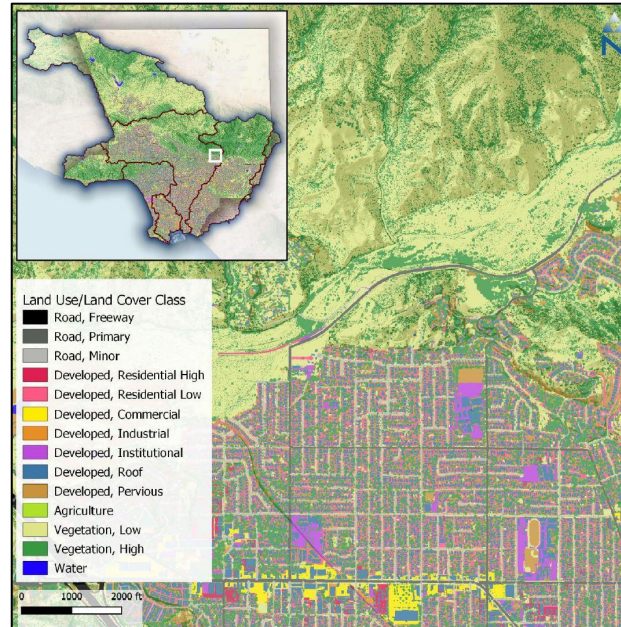 N
Land Use/Land Cover Class
Road, Freeway
Road, Primary
Road, Minor
Developed, Residential High
Developed, Residential Low
Developed, Commercial
Developed, Industrial
Developed, Institutional
Developed, Roof
Developed, Pervious
Agriculture
Vegetation, Low
Vegetation, High
Water
0 1000 2000 ft